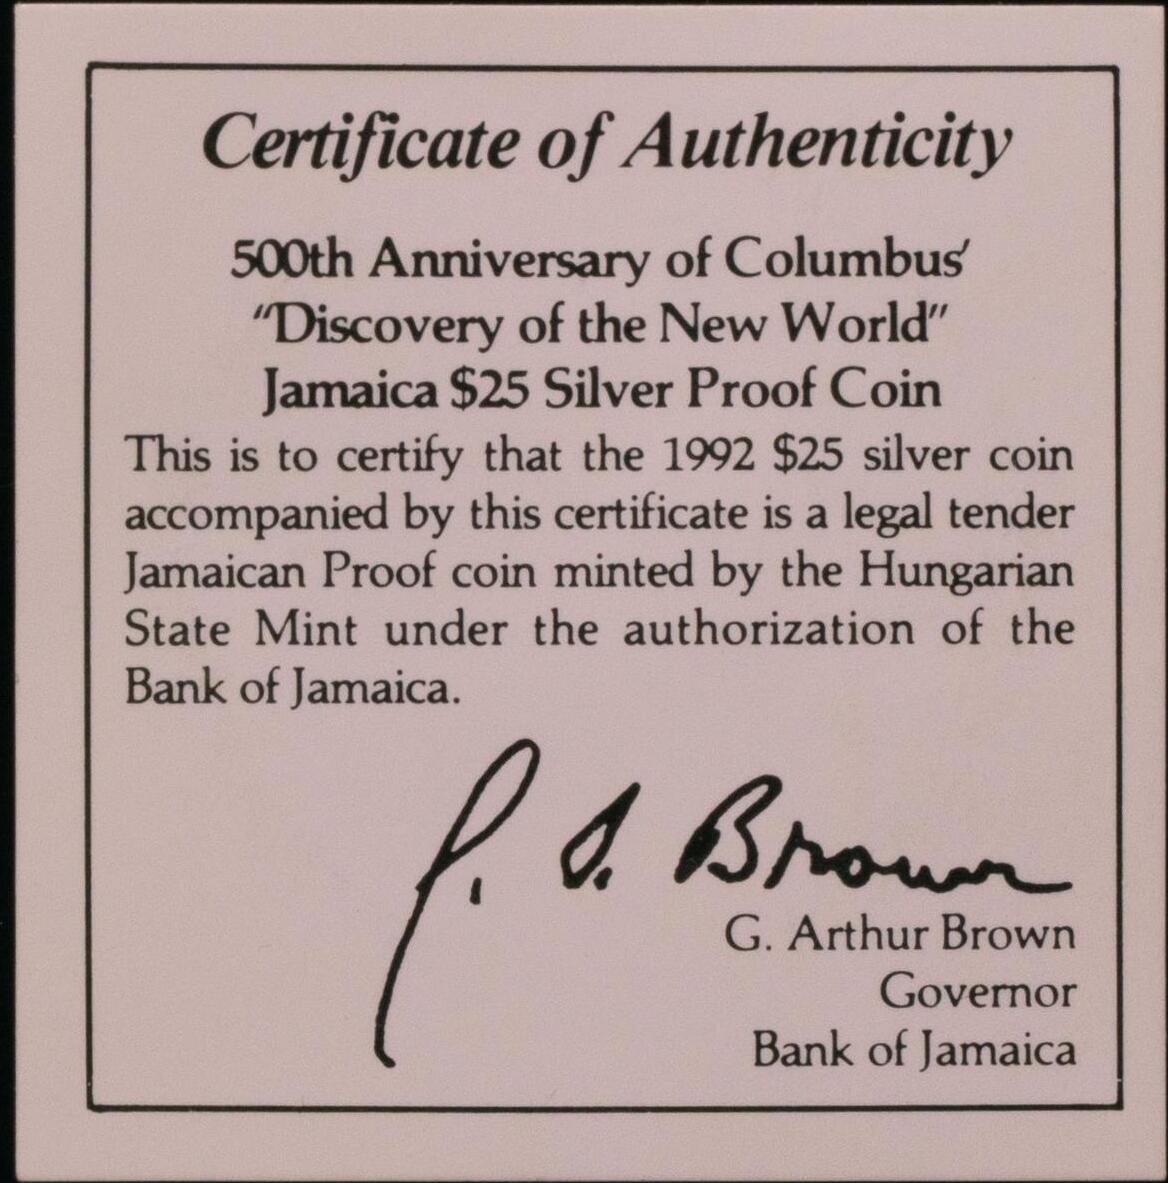 Certificate of Authenticity
500th Anniversary of Columbus'
"Discovery of the New World"
Jamaica $25 Silver Proof Coin
This is to certify that the 1992 $25 silver coin
accompanied by this certificate is a legal tender
Jamaican Proof coin minted by the Hungarian
State Mint under the authorization of the
Bank of Jamaica.
G. A. Brown
G. Arthur Brown
Governor
Bank of Jamaica